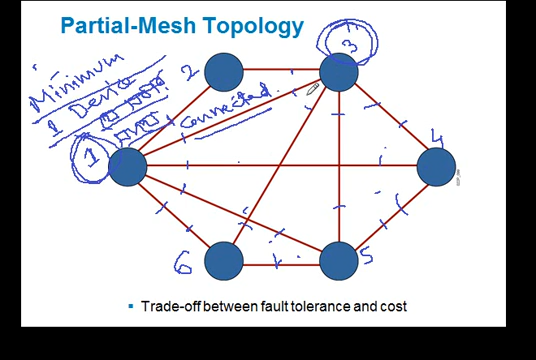 Partial-Mesh Topology
Minimum
1 Device
Connected.
1
2
3
4
5
6
Trade-off between fault tolerance and cost